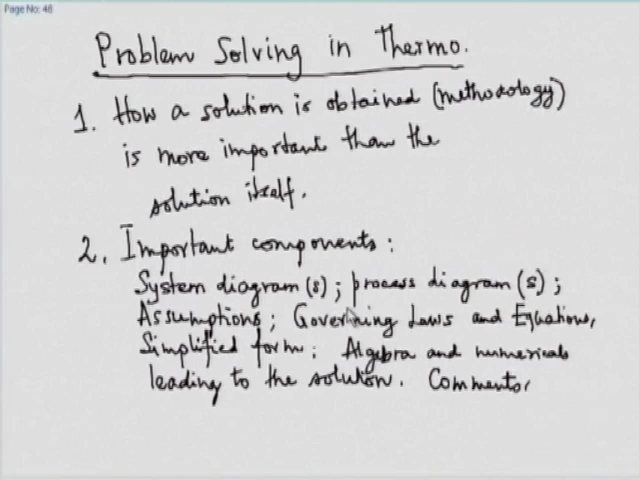 Page No: 48
Problem Solving in Thermo.
1. How a solution is obtained (methodology)
is more important than the
solution itself.
2. Important components:
System diagram(s); process diagram(s);
Assumptions; Governing Laws and Equations,
Simplified form; Algebra and numericals
leading to the solution. Comments,